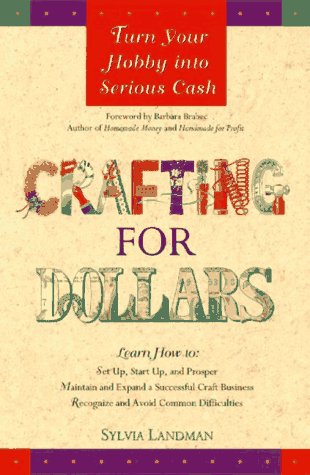 Turn Your
Hobby into
Serious Cash
Foreword by Barbara Brabec
Author of Homemade Money and Handmade for Profit
CRAFTING
FOR
DOLLARS
Learn How to:
Set Up, Start Up, and Prosper
Maintain and Expand a Successful Craft Business
Recognize and Avoid Common Difficulties
SYLVIA LANDMAN